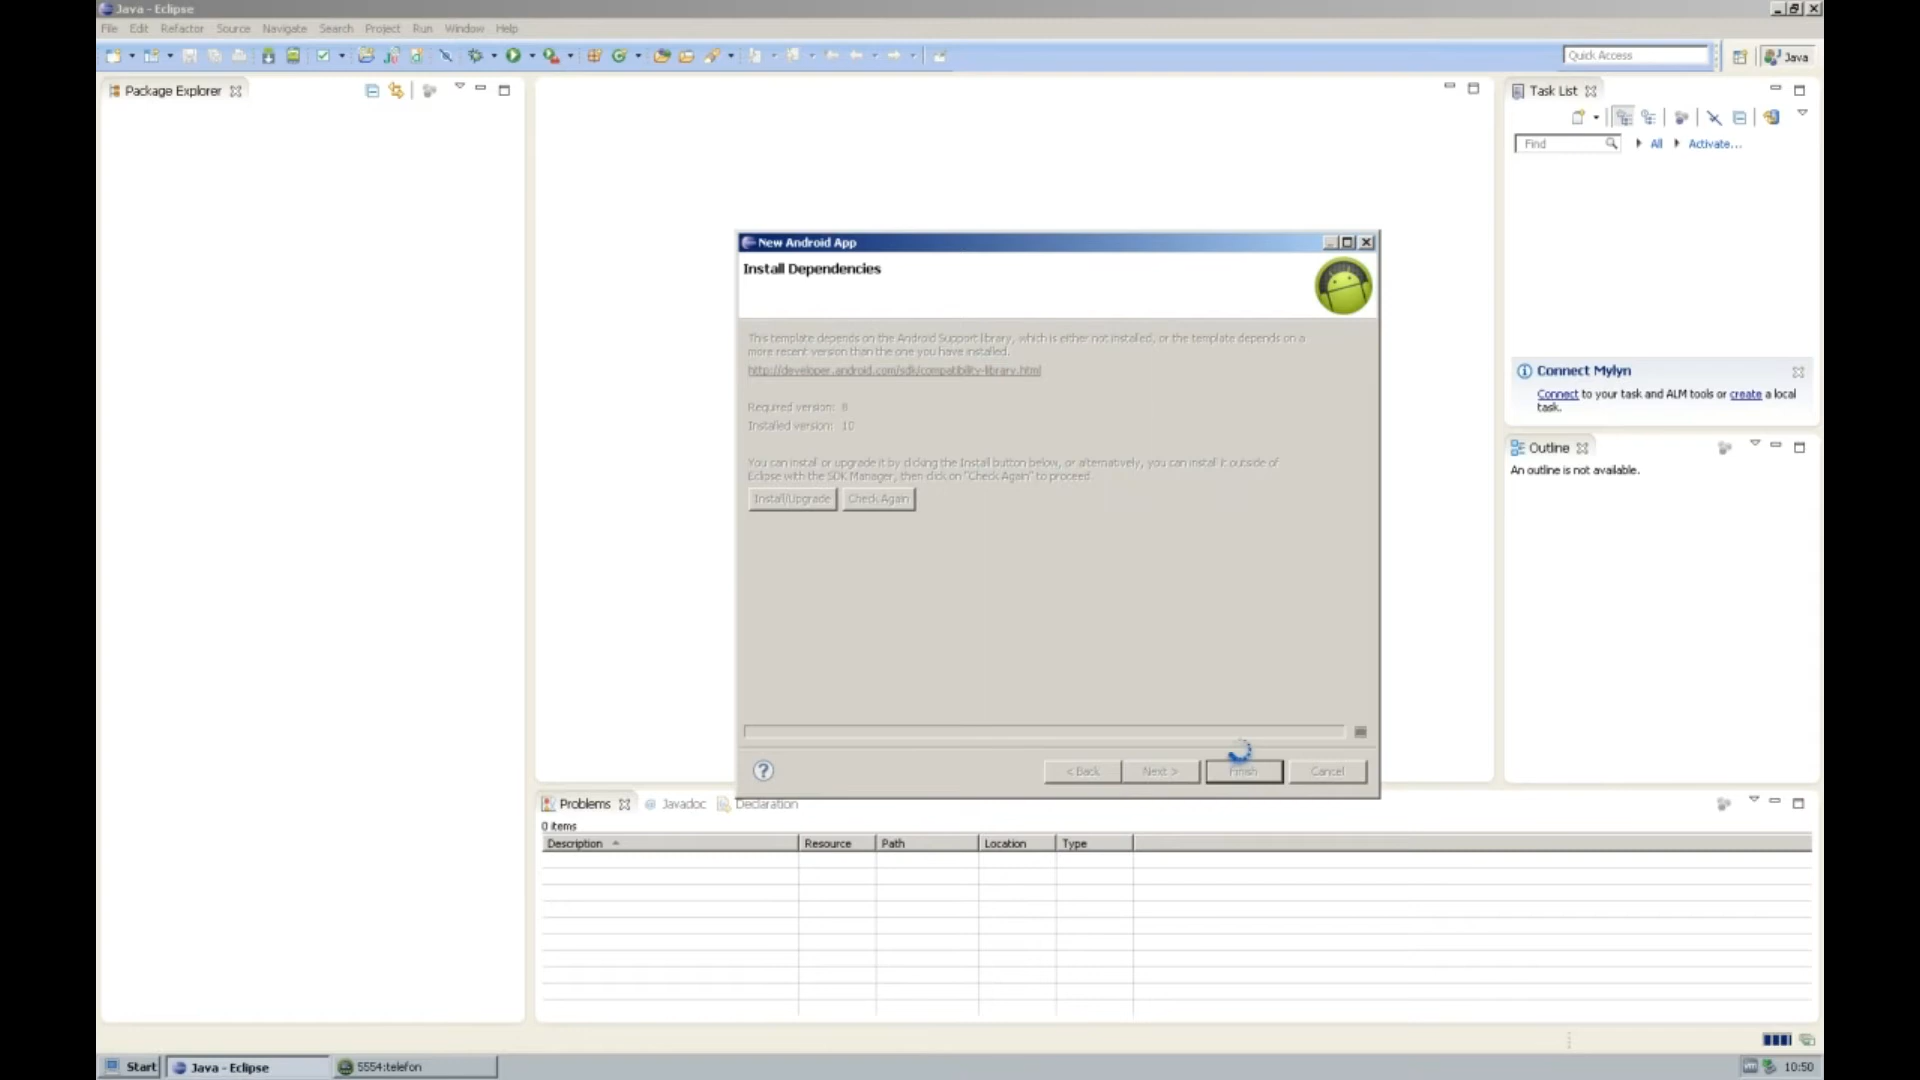 Java - Eclipse
File Edit Refactor Source Navigate Search Project Run Window Help
Quick Access
Java
Package Explorer
Task List
Find
All
Activate...
New Android App
Install Dependencies
This template depends on the Android Support library, which is either not installed, or the template depends on a
more recent version than the one you have installed.
http://developer.android.com/sdk/compatibility-library.html
Required version: 8
Installed version: 10
You can install or upgrade it by clicking the Install button below, or alternatively, you can install it outside of
Eclipse with the SDK Manager, then click on "Check Again" to proceed.
Install/Upgrade Check Again
? < Back Next > Finish Cancel
Connect Mylyn
Connect to your task and ALM tools or create a local
task.
Outline
An outline is not available.
Problems @ Javadoc Declaration
0 items
Description Resource Path Location Type
Start Java - Eclipse 5554:telefon 10:50